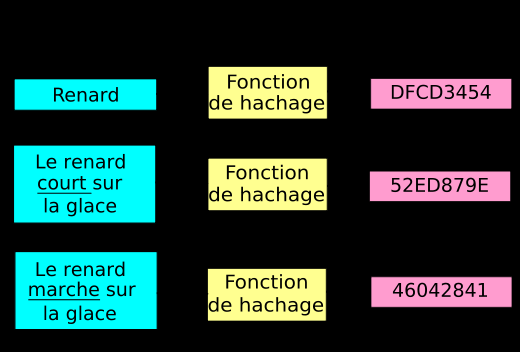 Renard
Fonction
de hachage
DFCD3454
Le renard
court sur
la glace
Fonction
de hachage
52ED879E
Le renard
marche sur
la glace
Fonction
de hachage
46042841